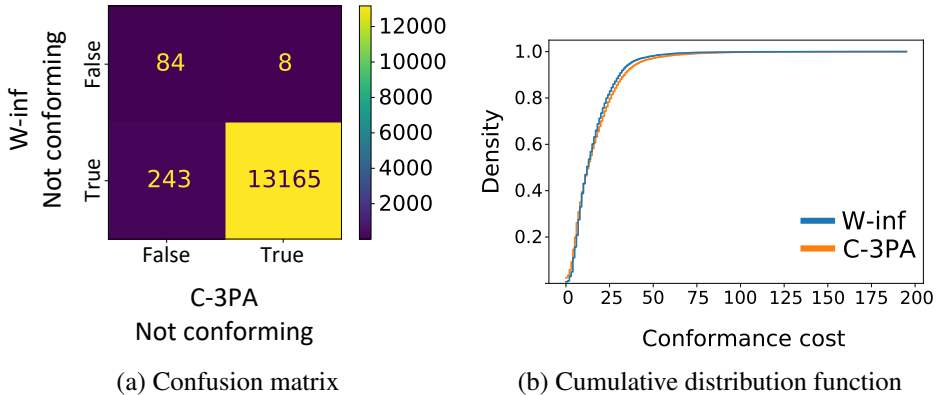 W-inf
Not conforming
False
True
84
8
243
13165
False
True
C-3PA
Not conforming
12000
10000
8000
6000
4000
2000
(a) Confusion matrix
Density
1.0
0.8
0.6
0.4
0.2
W-inf
C-3PA
0
25
50
75
100
125
150
175
200
Conformance cost
(b) Cumulative distribution function